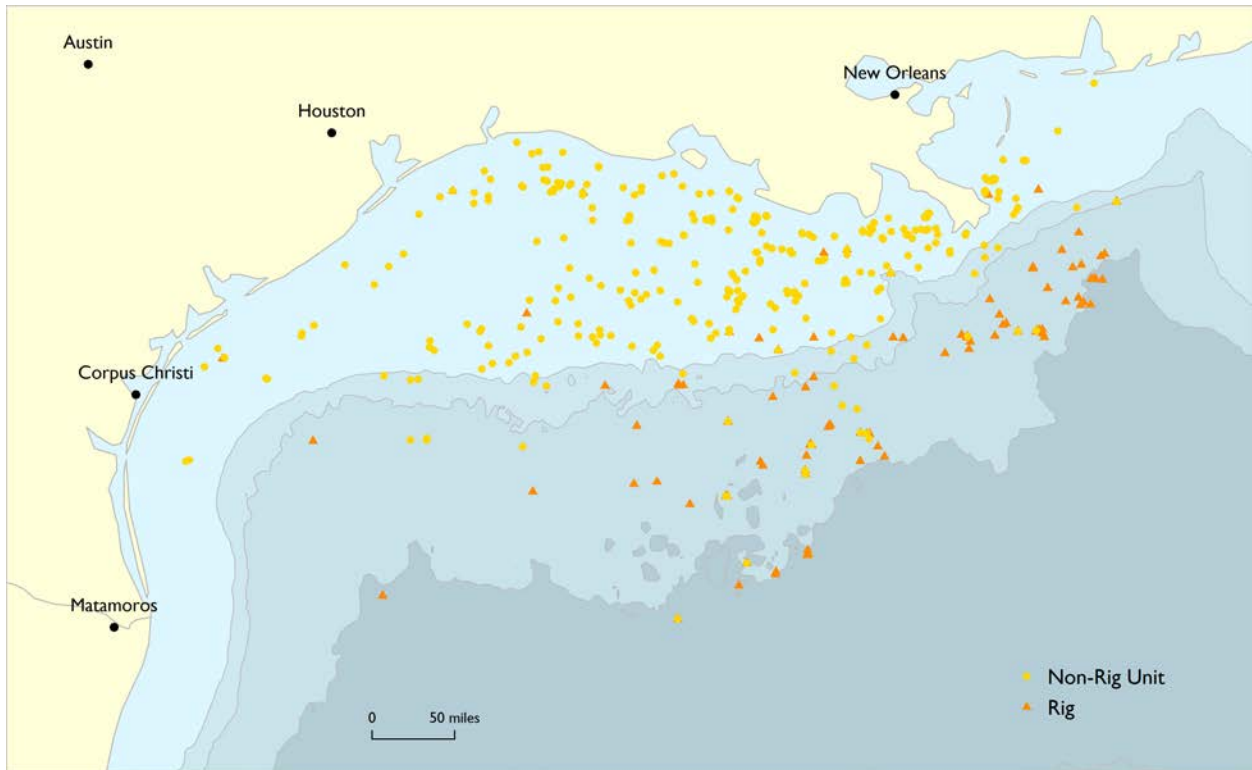 Austin
New Orleans
Houston
Corpus Christi
Matamoros
Non-Rig Unit
Rig
0 50 miles